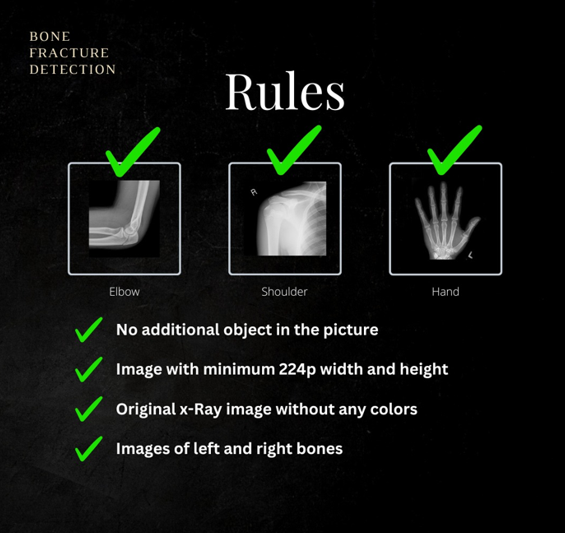 BONE
FRACTURE
DETECTION
Rules
R
L
Elbow
Shoulder
Hand
No additional object in the picture
Image with minimum 224p width and height
Original x-Ray image without any colors
Images of left and right bones